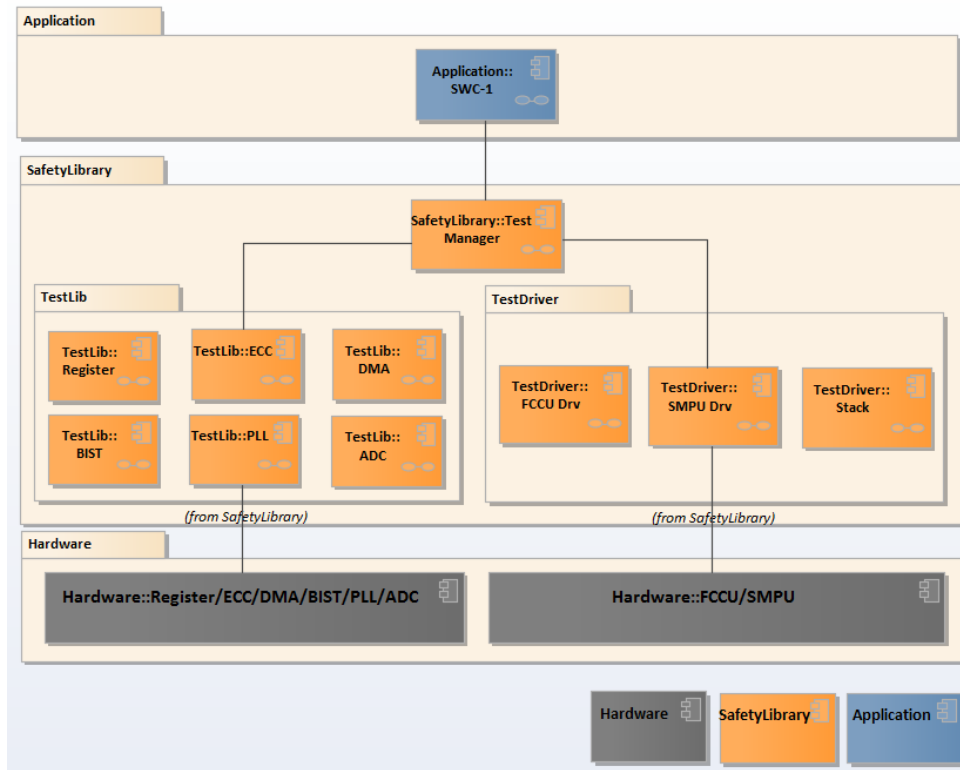 Application
Application::
SWC-1
SafetyLibrary
SafetyLibrary::Test
Manager
TestLib
TestLib::
Register
TestLib::ECC
TestLib::
DMA
TestLib::
BIST
TestLib::PLL
TestLib::
ADC
(from SafetyLibrary)
TestDriver
TestDriver::
FCCU Drv
TestDriver::
SMPU Drv
TestDriver::
Stack
(from SafetyLibrary)
Hardware
Hardware::Register/ECC/DMA/BIST/PLL/ADC
Hardware::FCCU/SMPU
Hardware
SafetyLibrary
Application